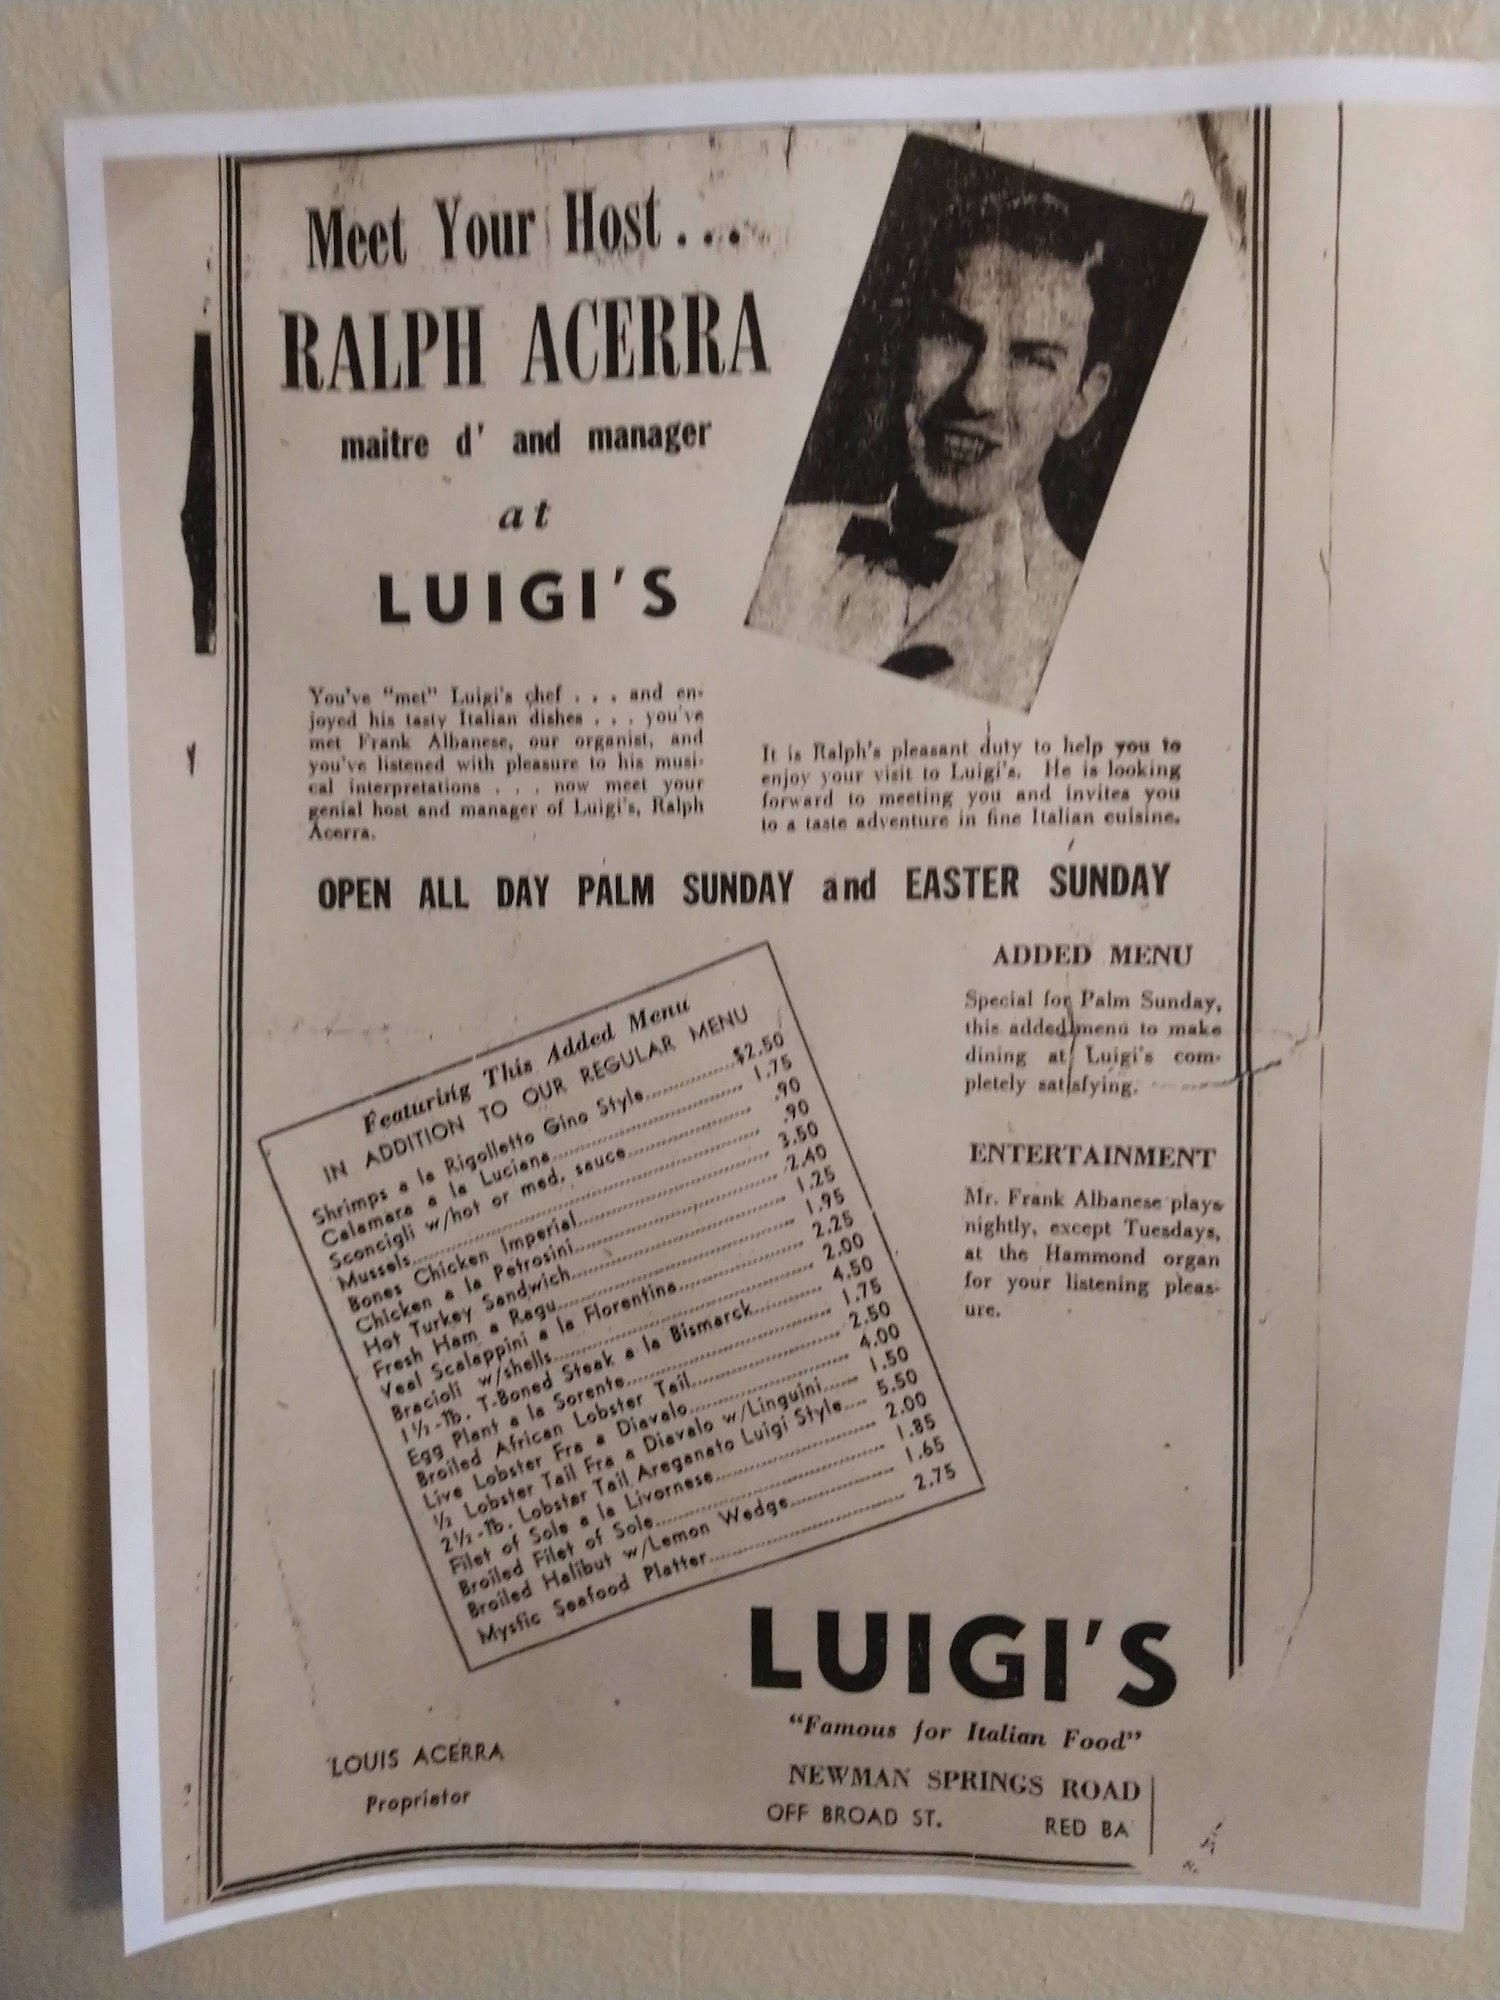 Meet Your Host . . .
RALPH ACERRA
maitre d' and manager
at
LUIGI'S
You've "met" Luigi's chef . . . and en-
joyed his tasty Italian dishes . . . you've
met Frank Albanese, our organist, and
you've listened with pleasure to his musi-
cal interpretations . . . now meet your
genial host and manager of Luigi's, Ralph
Acerra.
It is Ralph's pleasant duty to help you to
enjoy your visit to Luigi's. He is looking
forward to meeting you and invites you
to a taste adventure in fine Italian cuisine.
OPEN ALL DAY PALM SUNDAY and EASTER SUNDAY
Featuring This Added Menu
IN ADDITION TO OUR REGULAR MENU
Shrimps a la Rigolletto Gino Style $2.50
Calamara a la Luciana 1.75
Sconcigli w/hot or med. sauce .90
Mussels .90
Bones Chicken Imperial 3.50
Chicken a la Petrosini 2.40
Hot Turkey Sandwich 1.25
Fresh Ham a Ragu 1.95
Veal Scalappini a la Florentina 2.25
Bracioli w/shells 2.00
1½-lb. T-Boned Steak a la Bismarck 4.50
Egg Plant a la Sorento 1.75
Broiled African Lobster Tail 2.50
Live Lobster Fra a Diavalo 4.00
½ Lobster Tail Fra a Diavalo w/Linguini 1.50
2½-lb. Lobster Tail Areganato Luigi Style 5.50
Filet of Sole a la Livornese 2.00
Broiled Filet of Sole 1.85
Broiled Halibut w/Lemon Wedge 1.65
Mystic Seafood Platter 2.75
ADDED MENU
Special for Palm Sunday,
this added menu to make
dining at Luigi's com-
pletely satisfying.
ENTERTAINMENT
Mr. Frank Albanese plays
nightly, except Tuesdays,
at the Hammond organ
for your listening pleas-
ure.
LUIGI'S
"Famous for Italian Food"
NEWMAN SPRINGS ROAD
OFF BROAD ST. RED BA
LOUIS ACERRA
Proprietor